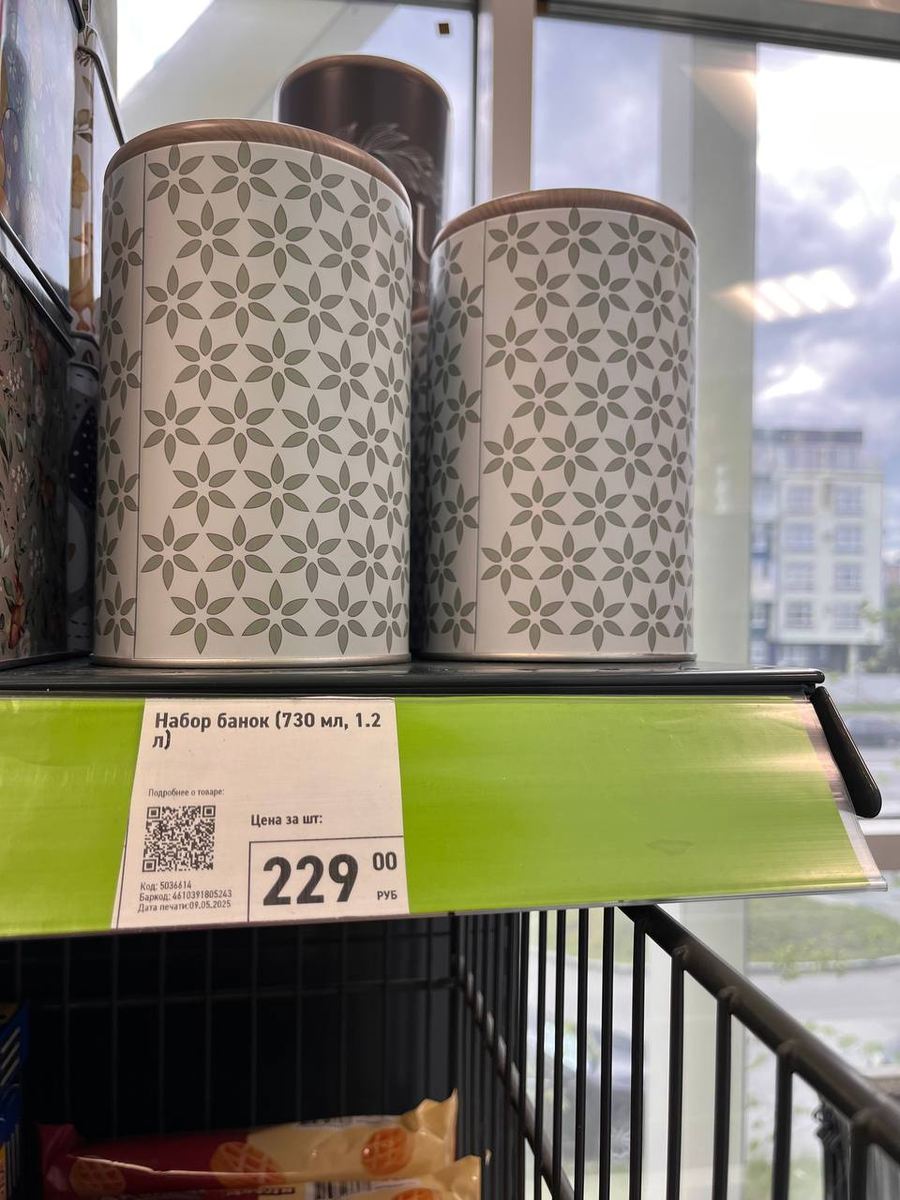 Набор банок (730 мл, 1.2
л)
Подробнее о товаре:
Цена за шт:
229 00
РУБ
Код: 5036614
Баркод: 4610391805243
Дата печати:09.05.2025